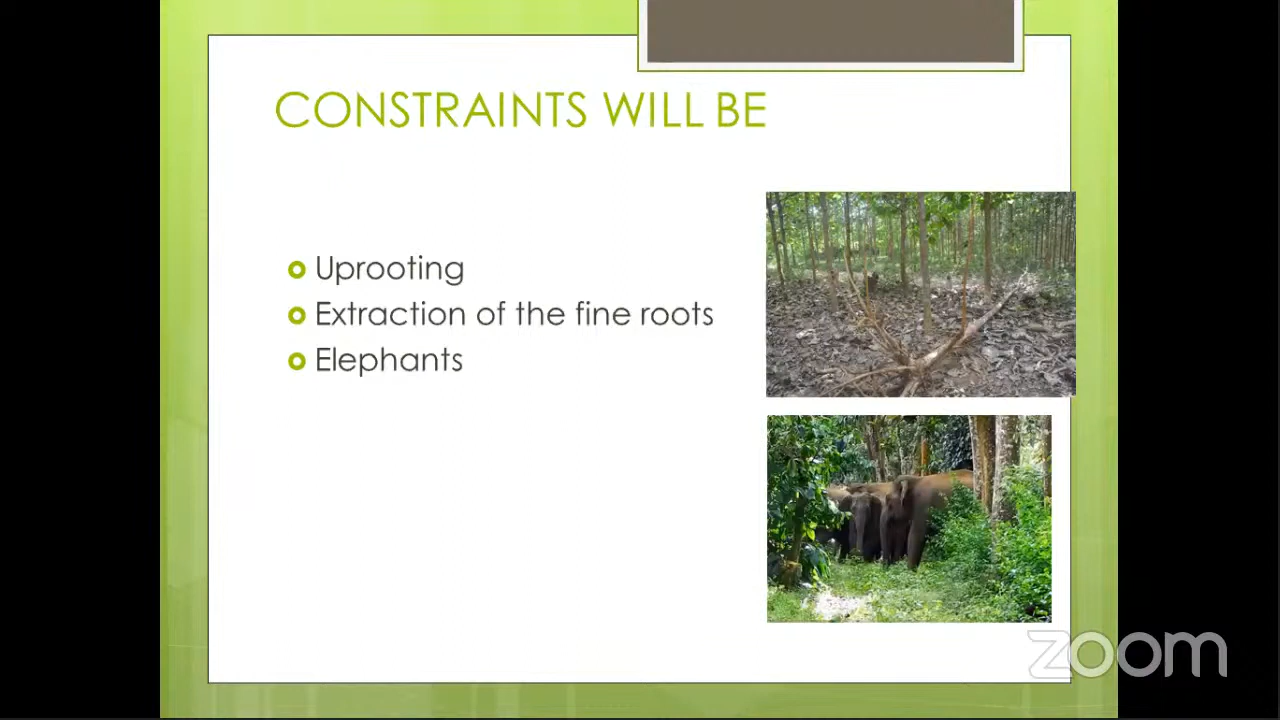 CONSTRAINTS WILL BE
Uprooting
Extraction of the fine roots
Elephants
zoom